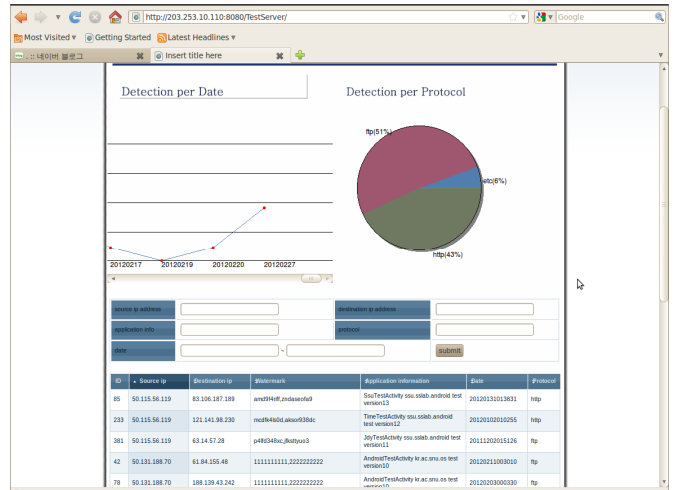 http://203.253.10.110:8080/TestServer/
Google
Most Visited
Getting Started
Latest Headlines
:: 네이버 블로그
Insert title here
Detection per Date
Detection per Protocol
ftp(51%)
etc(6%)
http(43%)
20120217
20120219
20120220
20120227
source ip address
destination ip address
application info
protocol
date
~
submit
ID Source ip Destination ip Watermark Application information Date Protocol
85 50.115.56.119 83.106.187.189 SsuTestActivity ssu.sslab.android test 20120131013831 http
version13
233 50.115.56.119 121.141.98.230 TimeTestActivity ssu.sslab.android 20120102010255 http
test version12
381 50.115.56.119 63.14.57.28 JdyTestActivity ssu.sslab.android test 20111202015126 ftp
version11
42 50.131.188.70 61.84.155.48 1111111111,2222222222 AndroidTestActivity kr.ac.snu.os test 20120211003010 ftp
version10
78 50.131.188.70 188.139.43.242 1111111111,2222222222 AndroidTestActivity kr.ac.snu.os test 20120203000330 ftp
version10